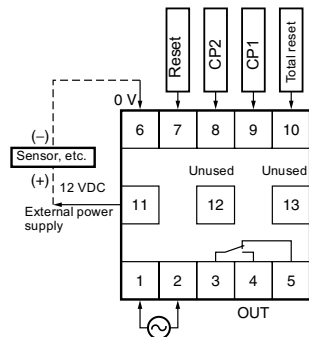 Reset
CP2
CP1
Total reset
0 V
(−)
6
7
8
9
10
Sensor, etc.
(+)
12 VDC
Unused
Unused
External power
supply
11
12
13
1
2
3
4
5
OUT